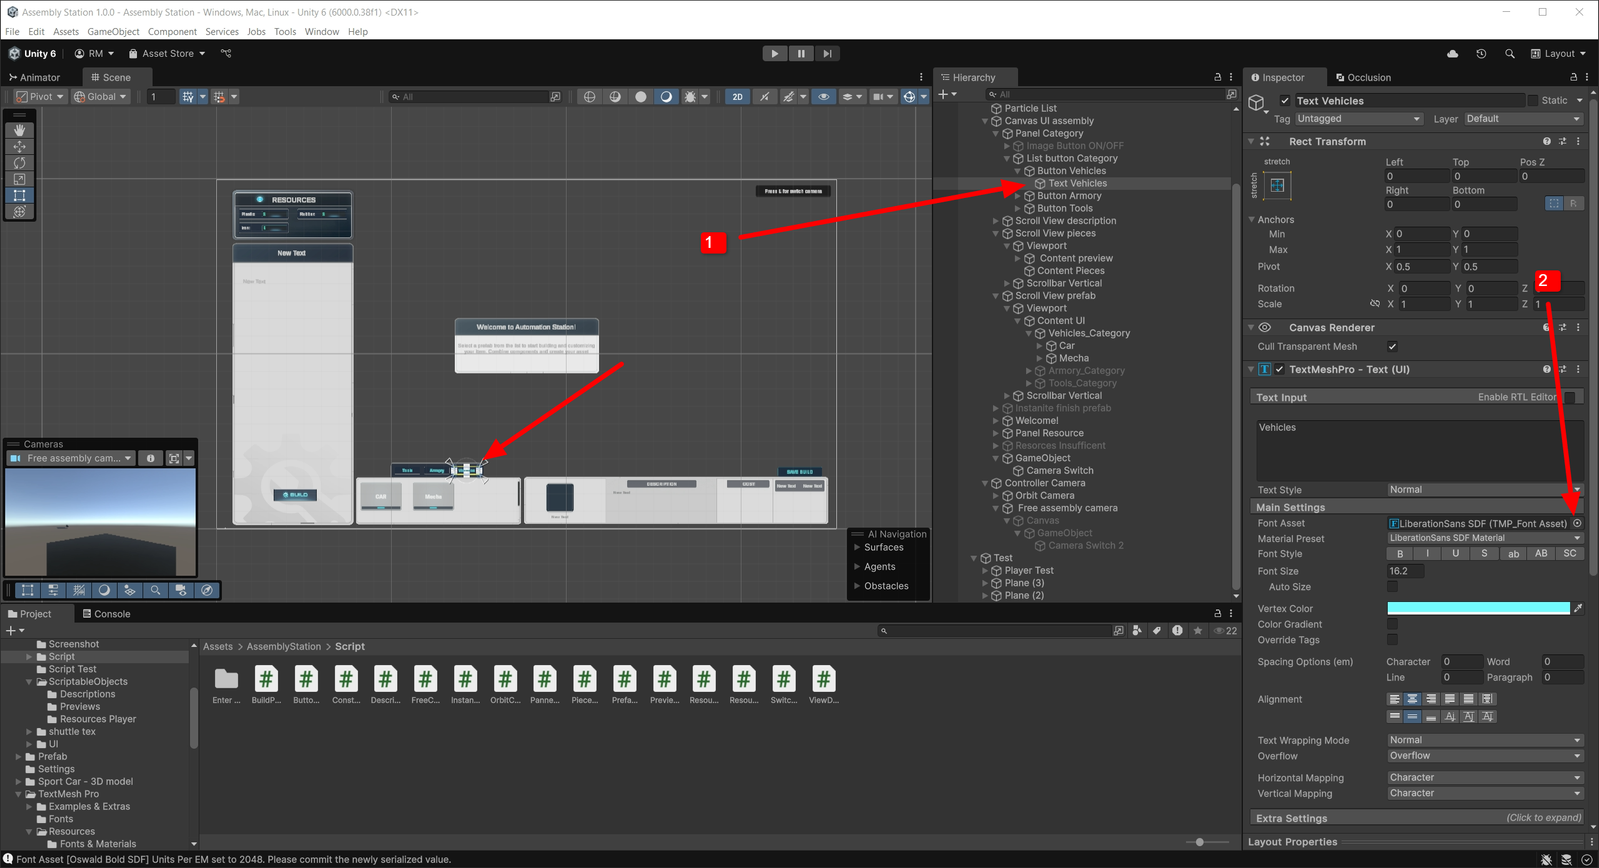 Assembly Station 1.0.0 - Assembly Station - Windows, Mac, Linux - Unity 6 (6000.0.38f1) <DX11>
File Edit Assets GameObject Component Services Jobs Tools Window Help
Unity 6 RM Asset Store Layout
Animator Scene
Pivot Global 1 All 2D
RESOURCES
New Text
New Text
BUILD
Press L for switch camera
Welcome to Automation Station!
CAR
SAVE BUILD
DESCRIPTION
COST
New Text New Text
1
Cameras
Free assembly cam...
AI Navigation
Surfaces
Agents
Obstacles
Hierarchy
All
Particle List
Canvas UI assembly
Panel Category
Image Button ON/OFF
List button Category
Button Vehicles
Text Vehicles
Button Armory
Button Tools
Scroll View description
Scroll View pieces
Viewport
Content preview
Content Pieces
Scrollbar Vertical
Scroll View prefab
Viewport
Content UI
Vehicles_Category
Car
Mecha
Armory_Category
Tools_Category
Scrollbar Vertical
Instanite finish prefab
Welcome!
Panel Resource
Resorces Insufficent
GameObject
Camera Switch
Controller Camera
Orbit Camera
Free assembly camera
Canvas
GameObject
Camera Switch 2
Test
Player Test
Plane (3)
Plane (2)
Inspector Occlusion
Text Vehicles Static
Tag Untagged Layer Default
Rect Transform
stretch Left Top Pos Z
stretch 0 0 0
Right Bottom
0 0 R
Anchors
Min X 0 Y 0
Max X 1 Y 1
Pivot X 0.5 Y 0.5
2
Rotation X 0 Y 0 Z
Scale X 1 Y 1 Z 1
Canvas Renderer
Cull Transparent Mesh
TextMeshPro - Text (UI)
Text Input Enable RTL Editor
Vehicles
Text Style Normal
Main Settings
Font Asset LiberationSans SDF (TMP_Font Asset)
Material Preset LiberationSans SDF Material
Font Style B I U S ab AB SC
Font Size 16.2
Auto Size
Vertex Color
Color Gradient
Override Tags
Spacing Options (em) Character 0 Word 0
Line 0 Paragraph 0
Alignment
Text Wrapping Mode Normal
Overflow Overflow
Horizontal Mapping Character
Vertical Mapping Character
Extra Settings (Click to expand)
Layout Properties
Project Console
22
Screenshot
Script
Script Test
ScriptableObjects
Descriptions
Previews
Resources Player
shuttle tex
UI
Prefab
Settings
Sport Car - 3D model
TextMesh Pro
Examples & Extras
Fonts
Resources
Fonts & Materials
Assets > AssemblyStation > Script
Enter ... BuildP... Butto... Const... Descri... FreeC... Instan... OrbitC... Panne... Piece... Prefa... Previe... Resou... Resou... Switc... ViewD...
Font Asset [Oswald Bold SDF] Units Per EM set to 2048. Please commit the newly serialized value.